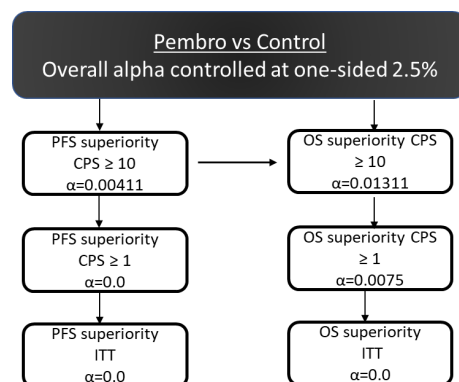 Pembro vs Control
Overall alpha controlled at one-sided 2.5%
PFS superiority
CPS ≥ 10
α=0.00411
OS superiority CPS
≥ 10
α=0.01311
PFS superiority
CPS ≥ 1
α=0.0
OS superiority CPS
≥ 1
α=0.0075
PFS superiority
ITT
α=0.0
OS superiority
ITT
α=0.0